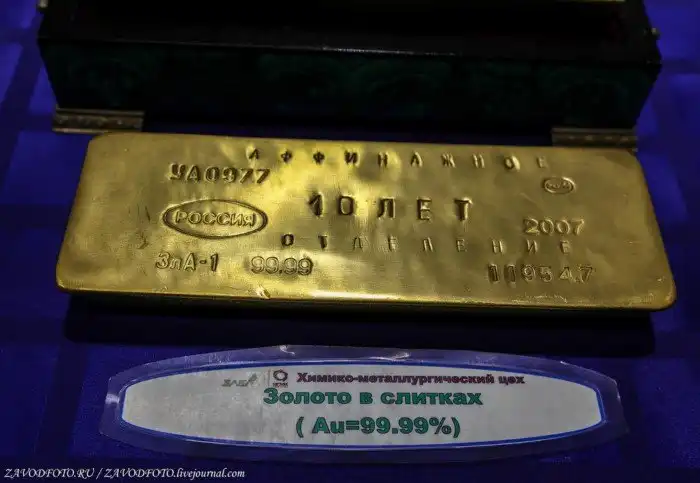 АФФИНАЖНОЕ
УД0977
10 ЛЕТ
РОССИЯ
2007
ОТДЕЛЕНИЕ
ЗлА-1 99.99
119547
Химико-металлургический цех
Золото в слитках
( Au=99.99%)
ZAVODFOTO.RU / ZAVODFOTO.livejournal.com